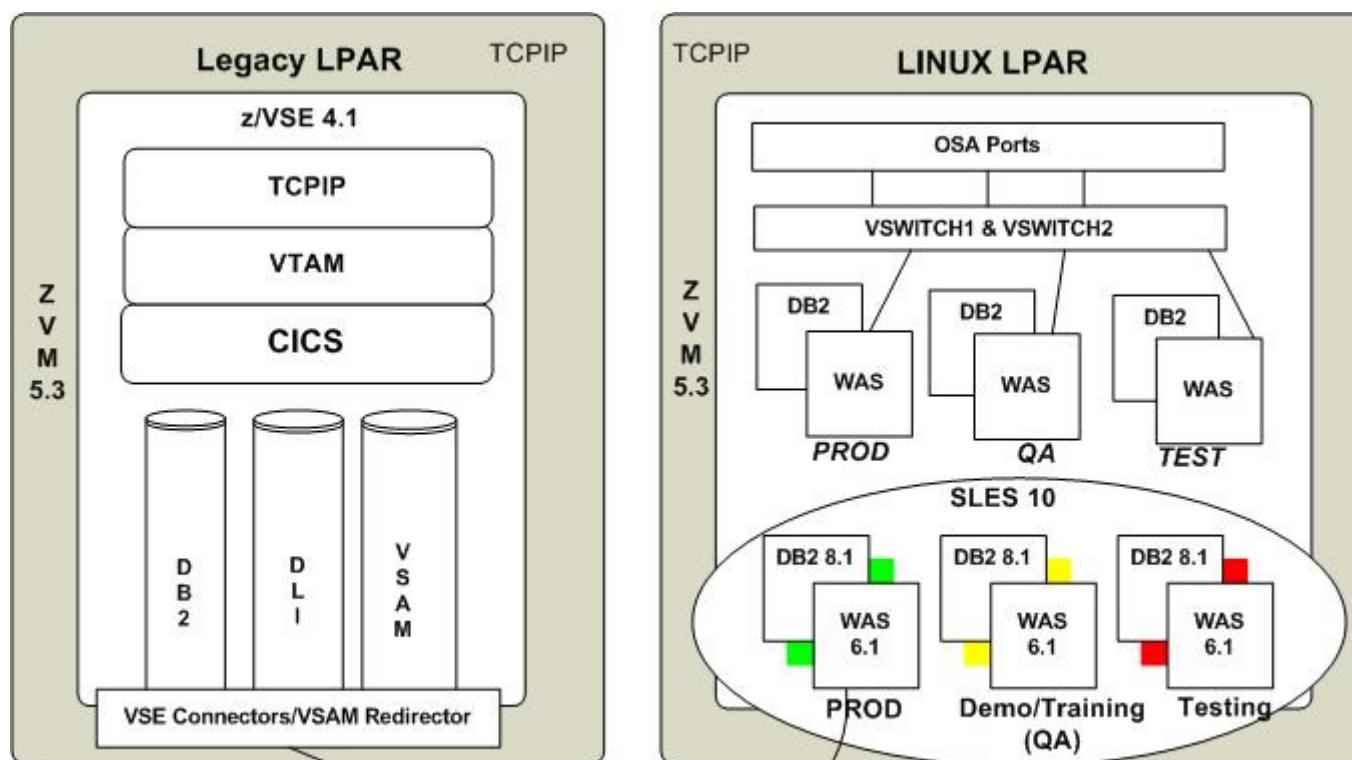 Legacy LPAR
TCPIP
z/VSE 4.1
TCPIP
VTAM
CICS
Z
V
M
5.3
D
B
2
D
L
I
V
S
A
M
VSE Connectors/VSAM Redirector
TCPIP
LINUX LPAR
OSA Ports
VSWITCH1 & VSWITCH2
Z
V
M
5.3
DB2
WAS
PROD
DB2
WAS
QA
DB2
WAS
TEST
SLES 10
DB2 8.1
WAS
6.1
PROD
DB2 8.1
WAS
6.1
Demo/Training
(QA)
DB2 8.1
WAS
6.1
Testing